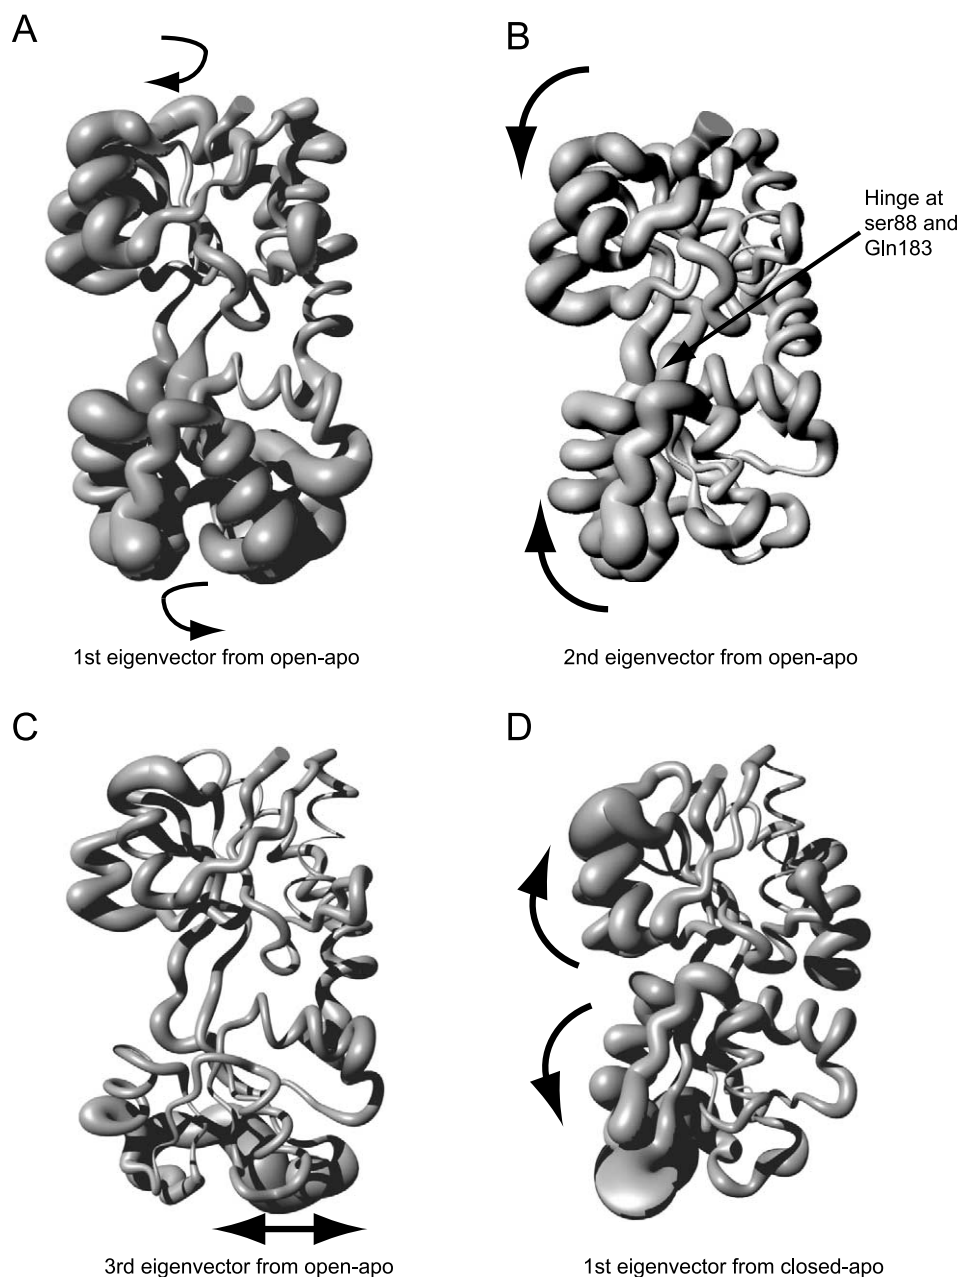 A
B
Hinge at
ser88 and
Gln183
1st eigenvector from open-apo
2nd eigenvector from open-apo
C
D
3rd eigenvector from open-apo
1st eigenvector from closed-apo